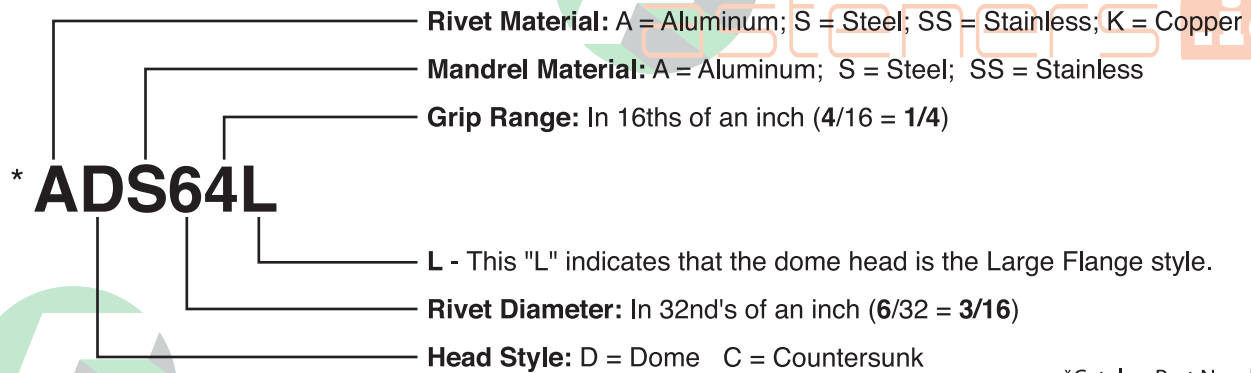 Rivet Material: A = Aluminum; S = Steel; SS = Stainless; K = Copper
Mandrel Material: A = Aluminum; S = Steel; SS = Stainless
Grip Range: In 16ths of an inch (4/16 = 1/4)
* ADS64L
L - This "L" indicates that the dome head is the Large Flange style.
Rivet Diameter: In 32nd's of an inch (6/32 = 3/16)
Head Style: D = Dome C = Countersunk